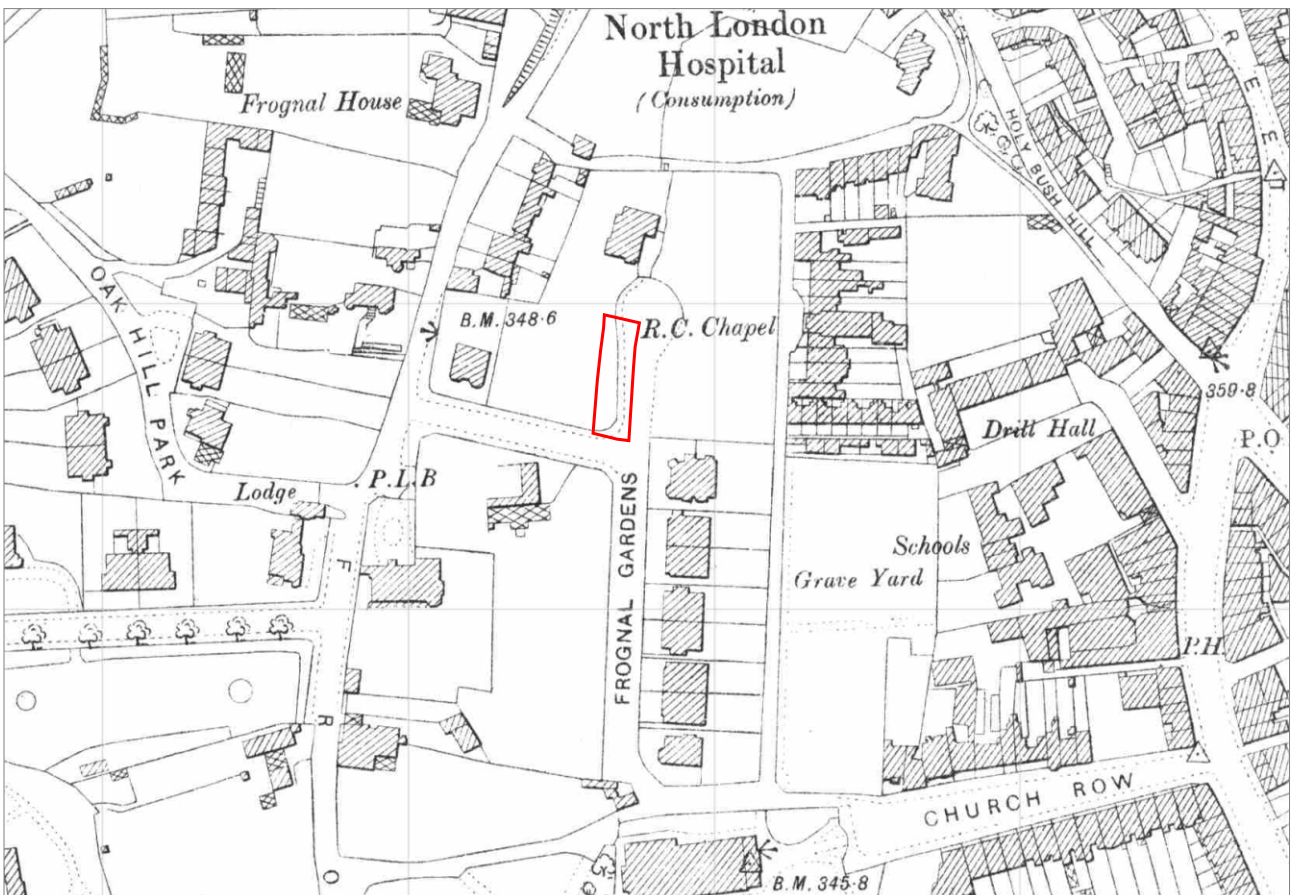 North London
Hospital
(Consumption)
Frognal House
HOLY BUSH HILL
REE
OAK HILL PARK
B.M. 348·6
R.C. Chapel
359·8
Drill Hall
P.O
P.L.B
Lodge
FROGNAL GARDENS
Schools
Grave Yard
F
R
O
P.H.
CHURCH ROW
B.M. 345·8